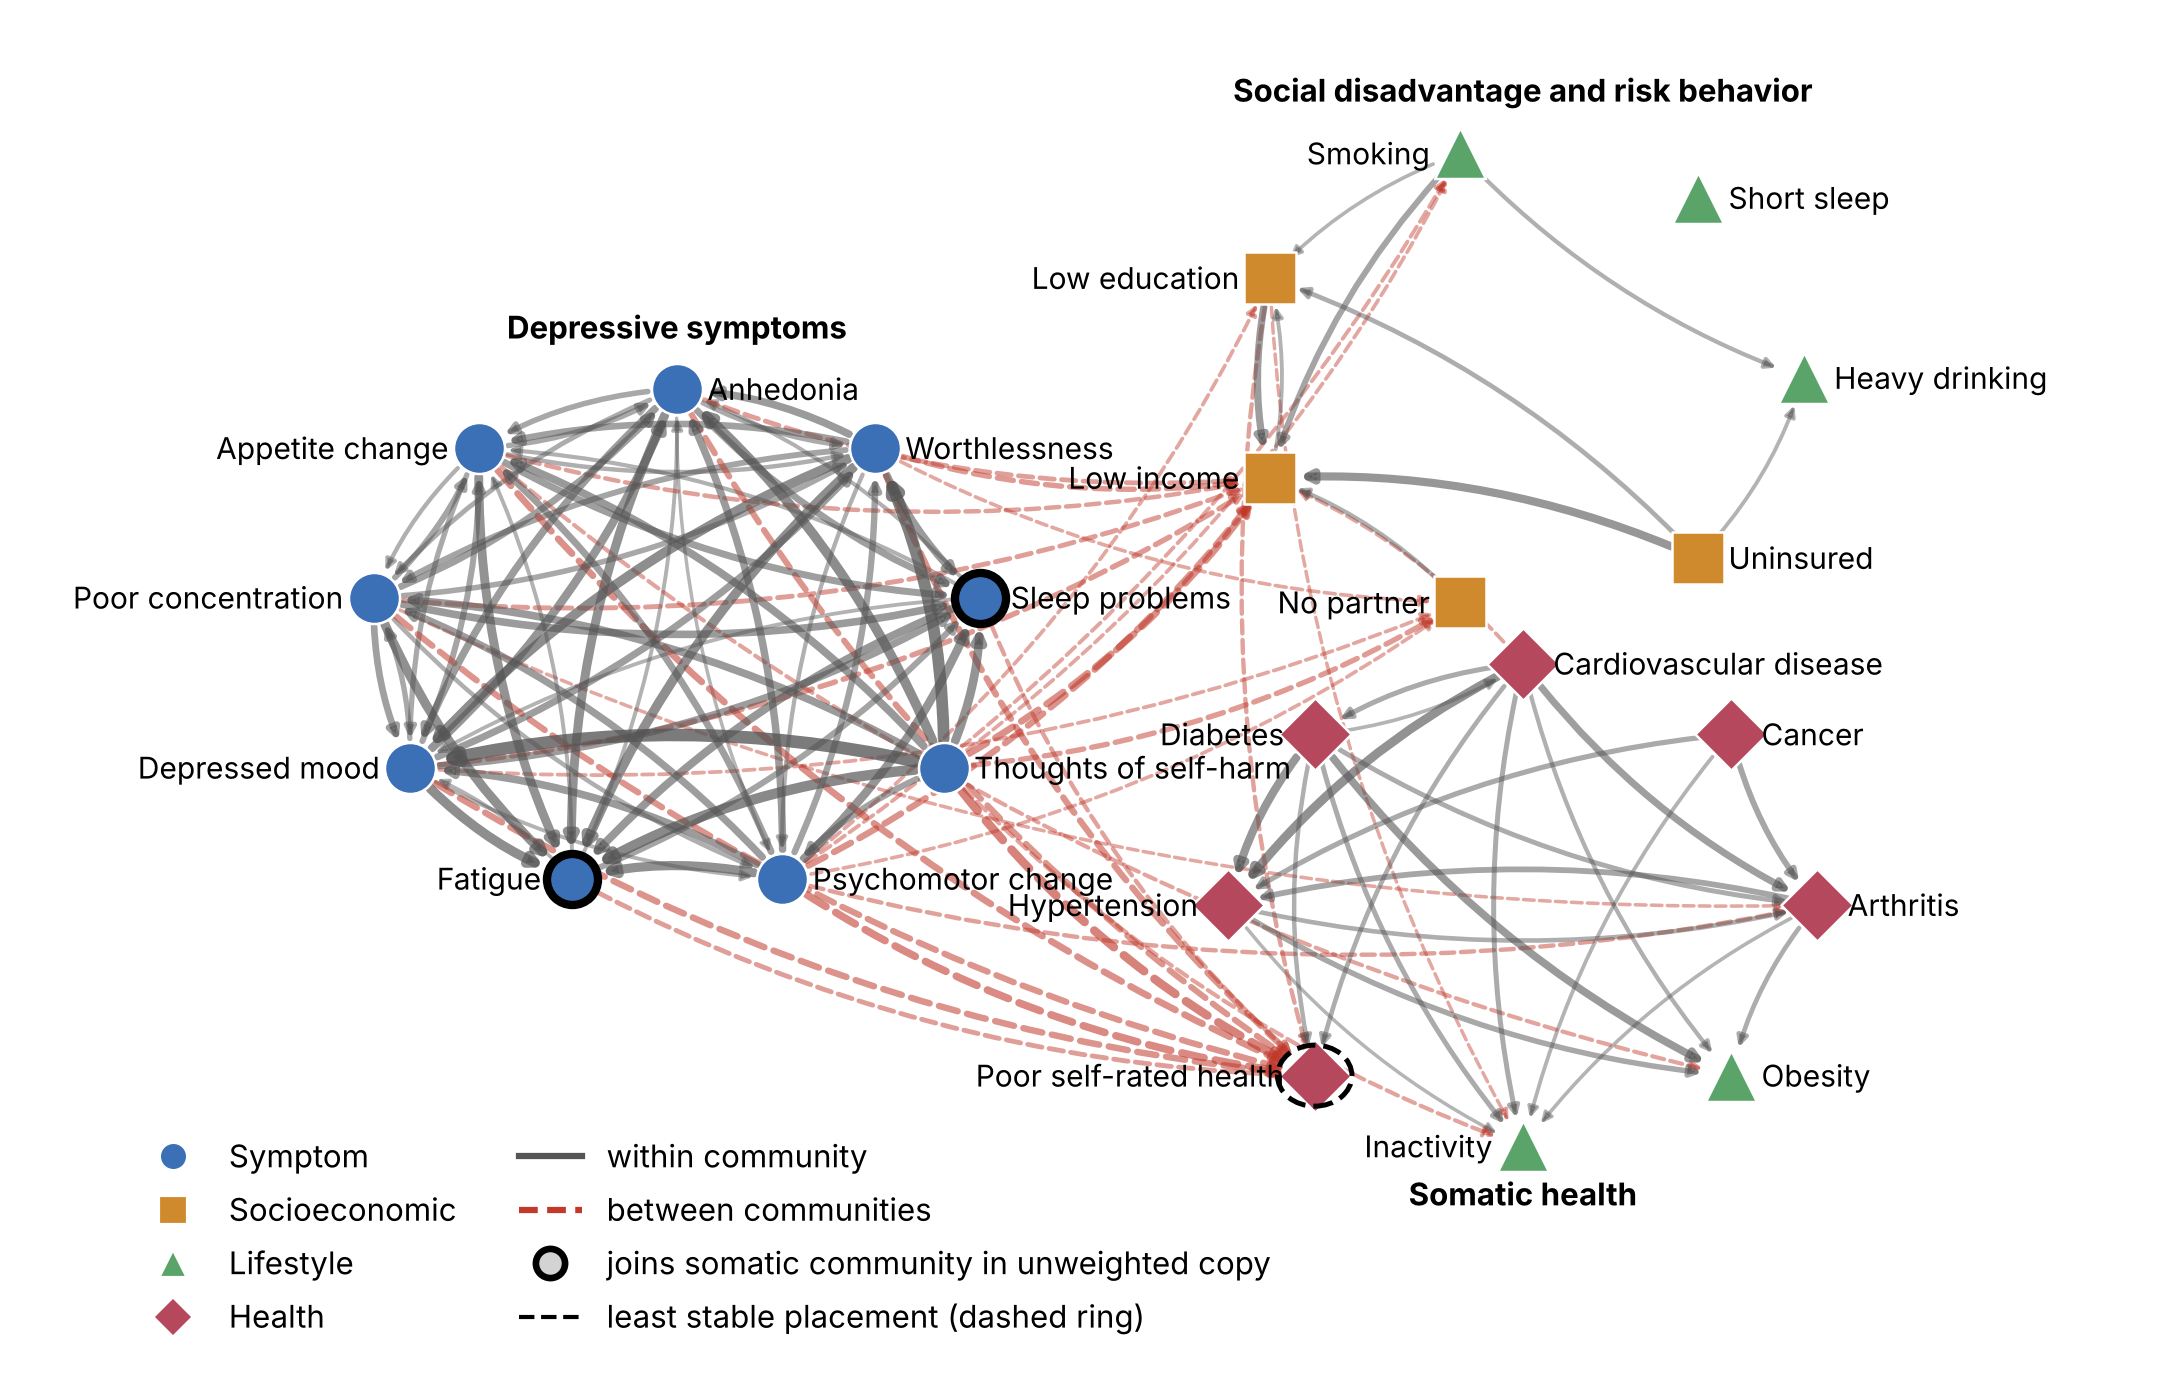 Social disadvantage and risk behavior
Smoking
Short sleep
Low education
Depressive symptoms
Heavy drinking
Anhedonia
Appetite change
Worthlessness
Low income
Uninsured
Poor concentration
Sleep problems
No partner
Cardiovascular disease
Diabetes
Cancer
Depressed mood
Thoughts of self-harm
Fatigue
Psychomotor change
Hypertension
Arthritis
Poor self-rated health
Obesity
Inactivity
Somatic health
Symptom
within community
Socioeconomic
between communities
Lifestyle
joins somatic community in unweighted copy
Health
least stable placement (dashed ring)